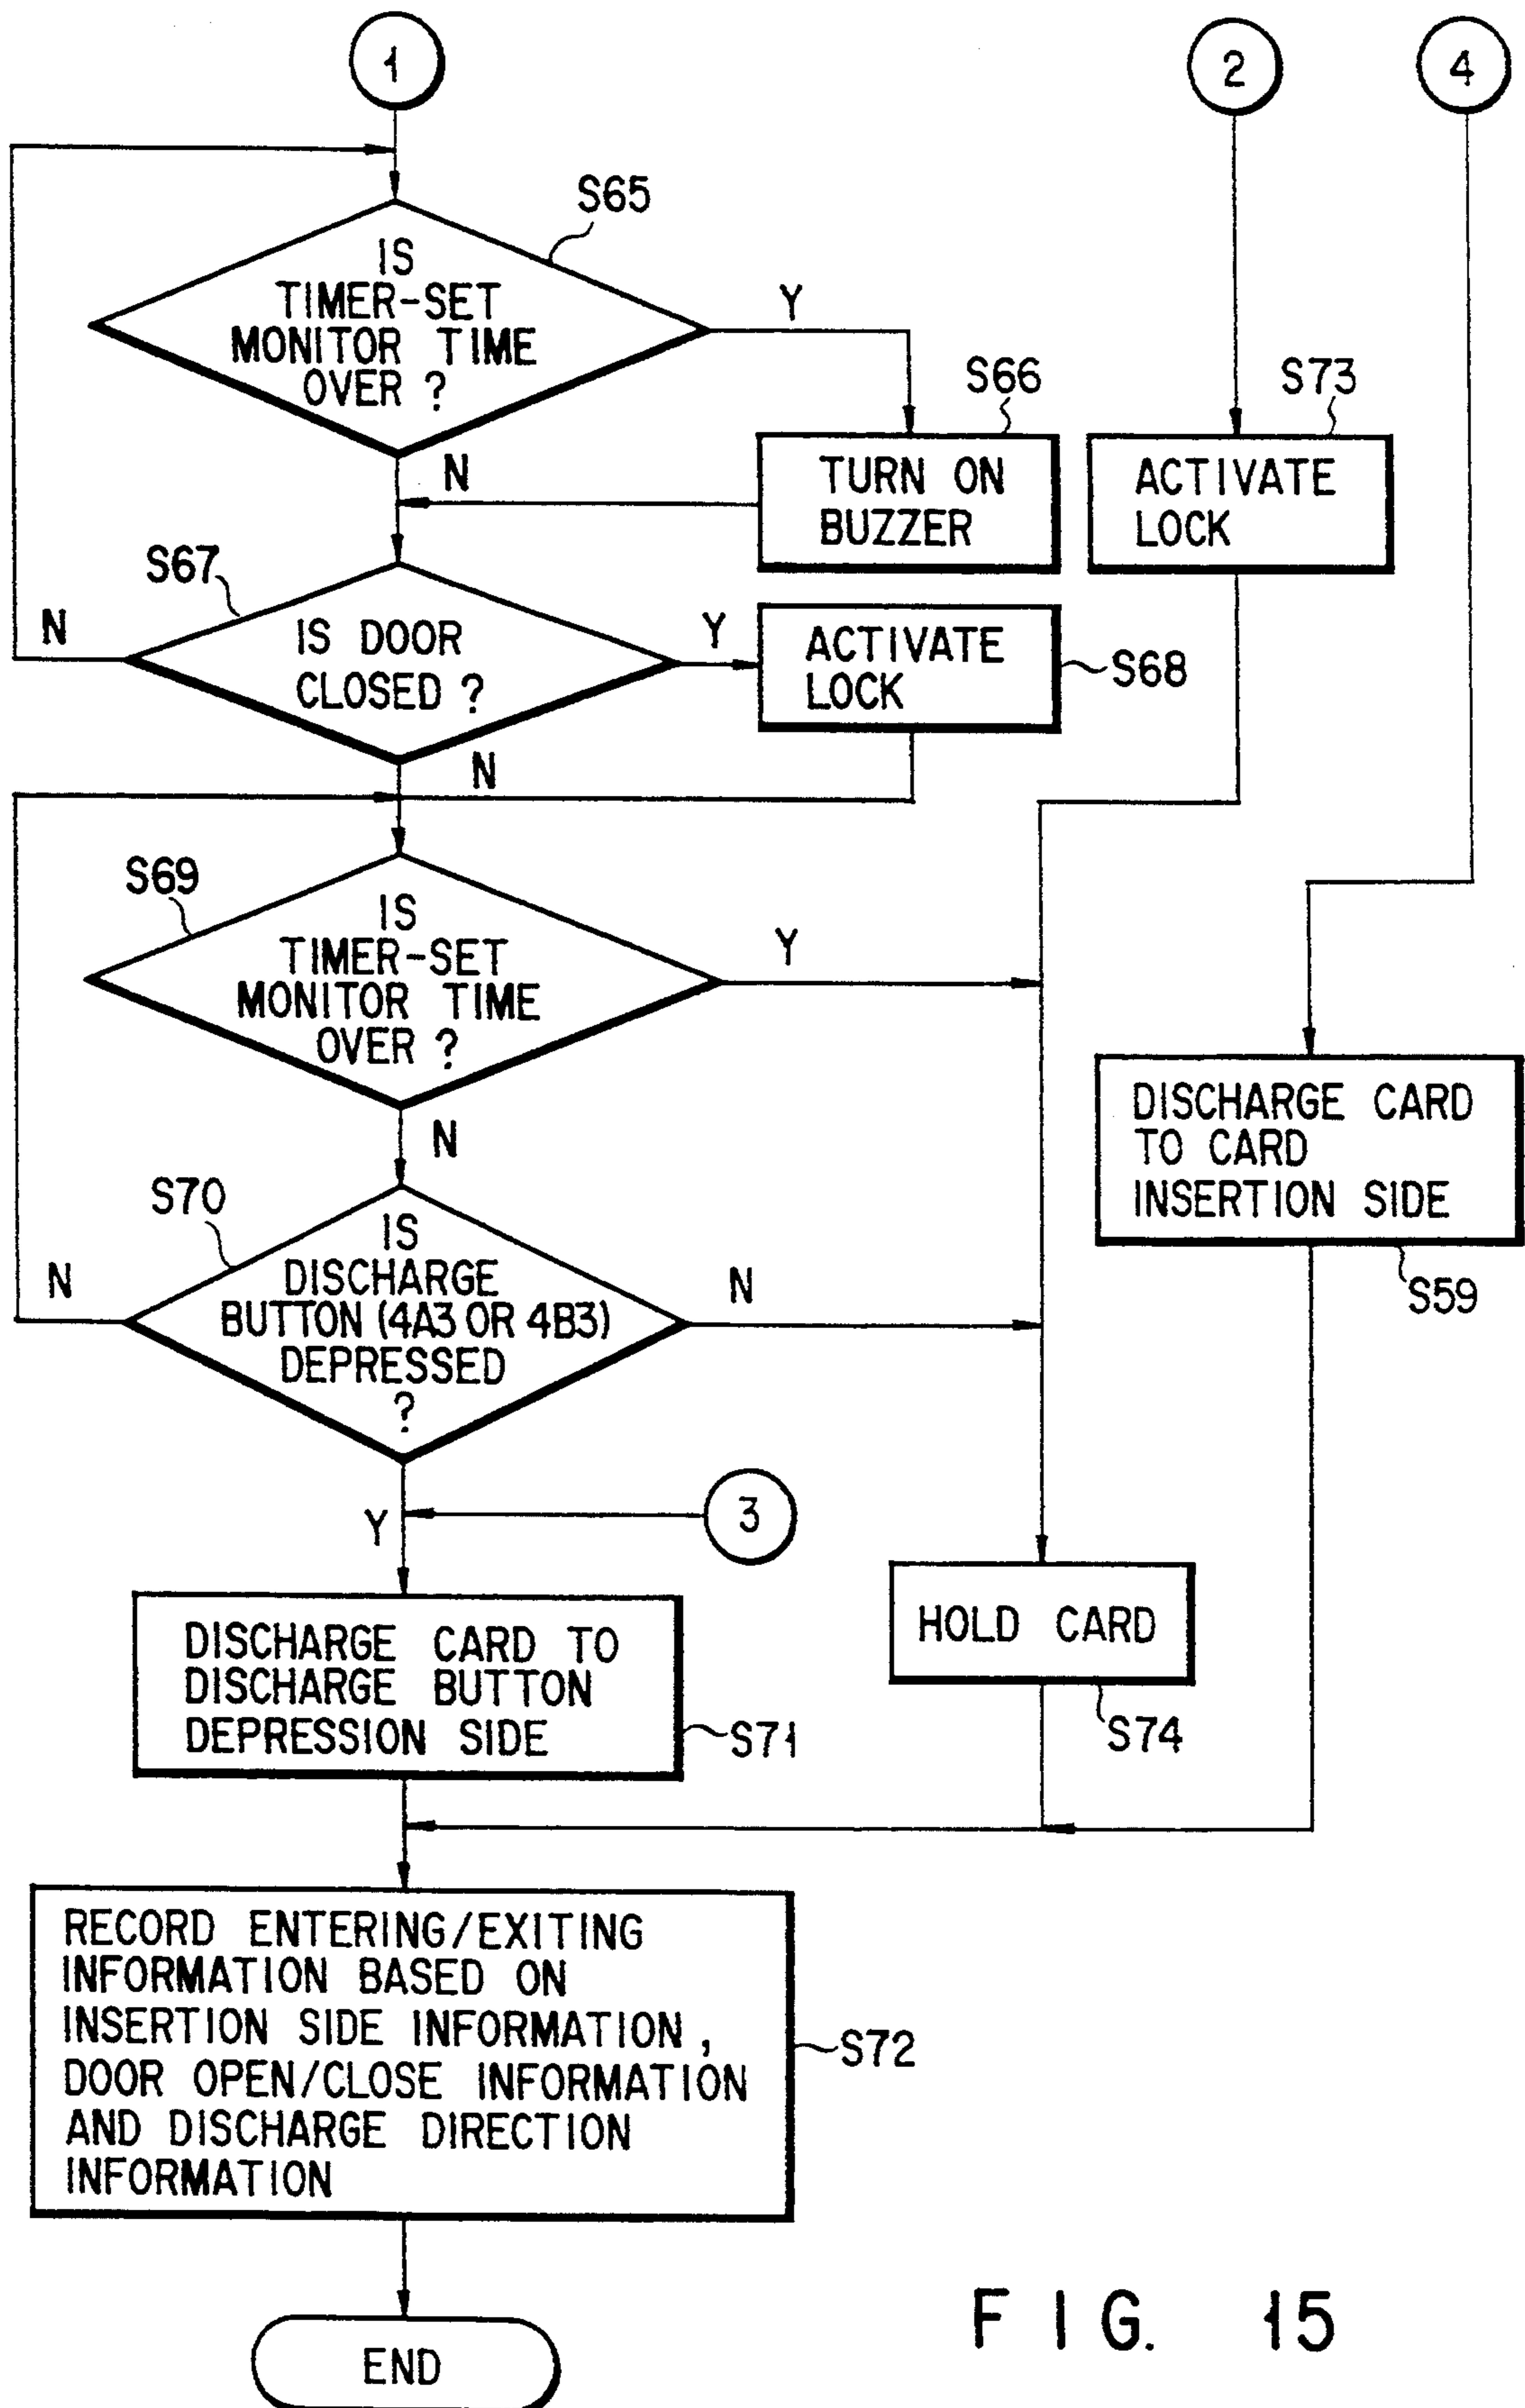 1
2
4
S65
IS
TIMER-SET
MONITOR TIME
OVER ?
Y
S66
S73
N
TURN ON
BUZZER
ACTIVATE
LOCK
S67
N
IS DOOR
CLOSED ?
Y
ACTIVATE
LOCK
S68
N
S69
IS
TIMER-SET
MONITOR TIME
OVER ?
Y
N
DISCHARGE CARD
TO CARD
INSERTION SIDE
S59
S70
IS
DISCHARGE
BUTTON (4A3 OR 4B3)
DEPRESSED
?
N
N
Y
3
DISCHARGE CARD TO
DISCHARGE BUTTON
DEPRESSION SIDE
S71
HOLD CARD
S74
RECORD ENTERING/EXITING
INFORMATION BASED ON
INSERTION SIDE INFORMATION,
DOOR OPEN/CLOSE INFORMATION
AND DISCHARGE DIRECTION
INFORMATION
S72
END
FIG. 15